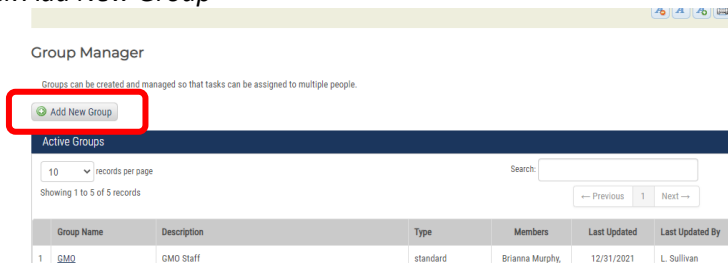 Add New Group
Group Manager
Groups can be created and managed so that tasks can be assigned to multiple people.
Add New Group
Active Groups
10 records per page
Search:
Showing 1 to 5 of 5 records
← Previous 1 Next →
Group Name Description Type Members Last Updated Last Updated By
1 GMO GMO Staff standard Brianna Murphy, 12/31/2021 L. Sullivan